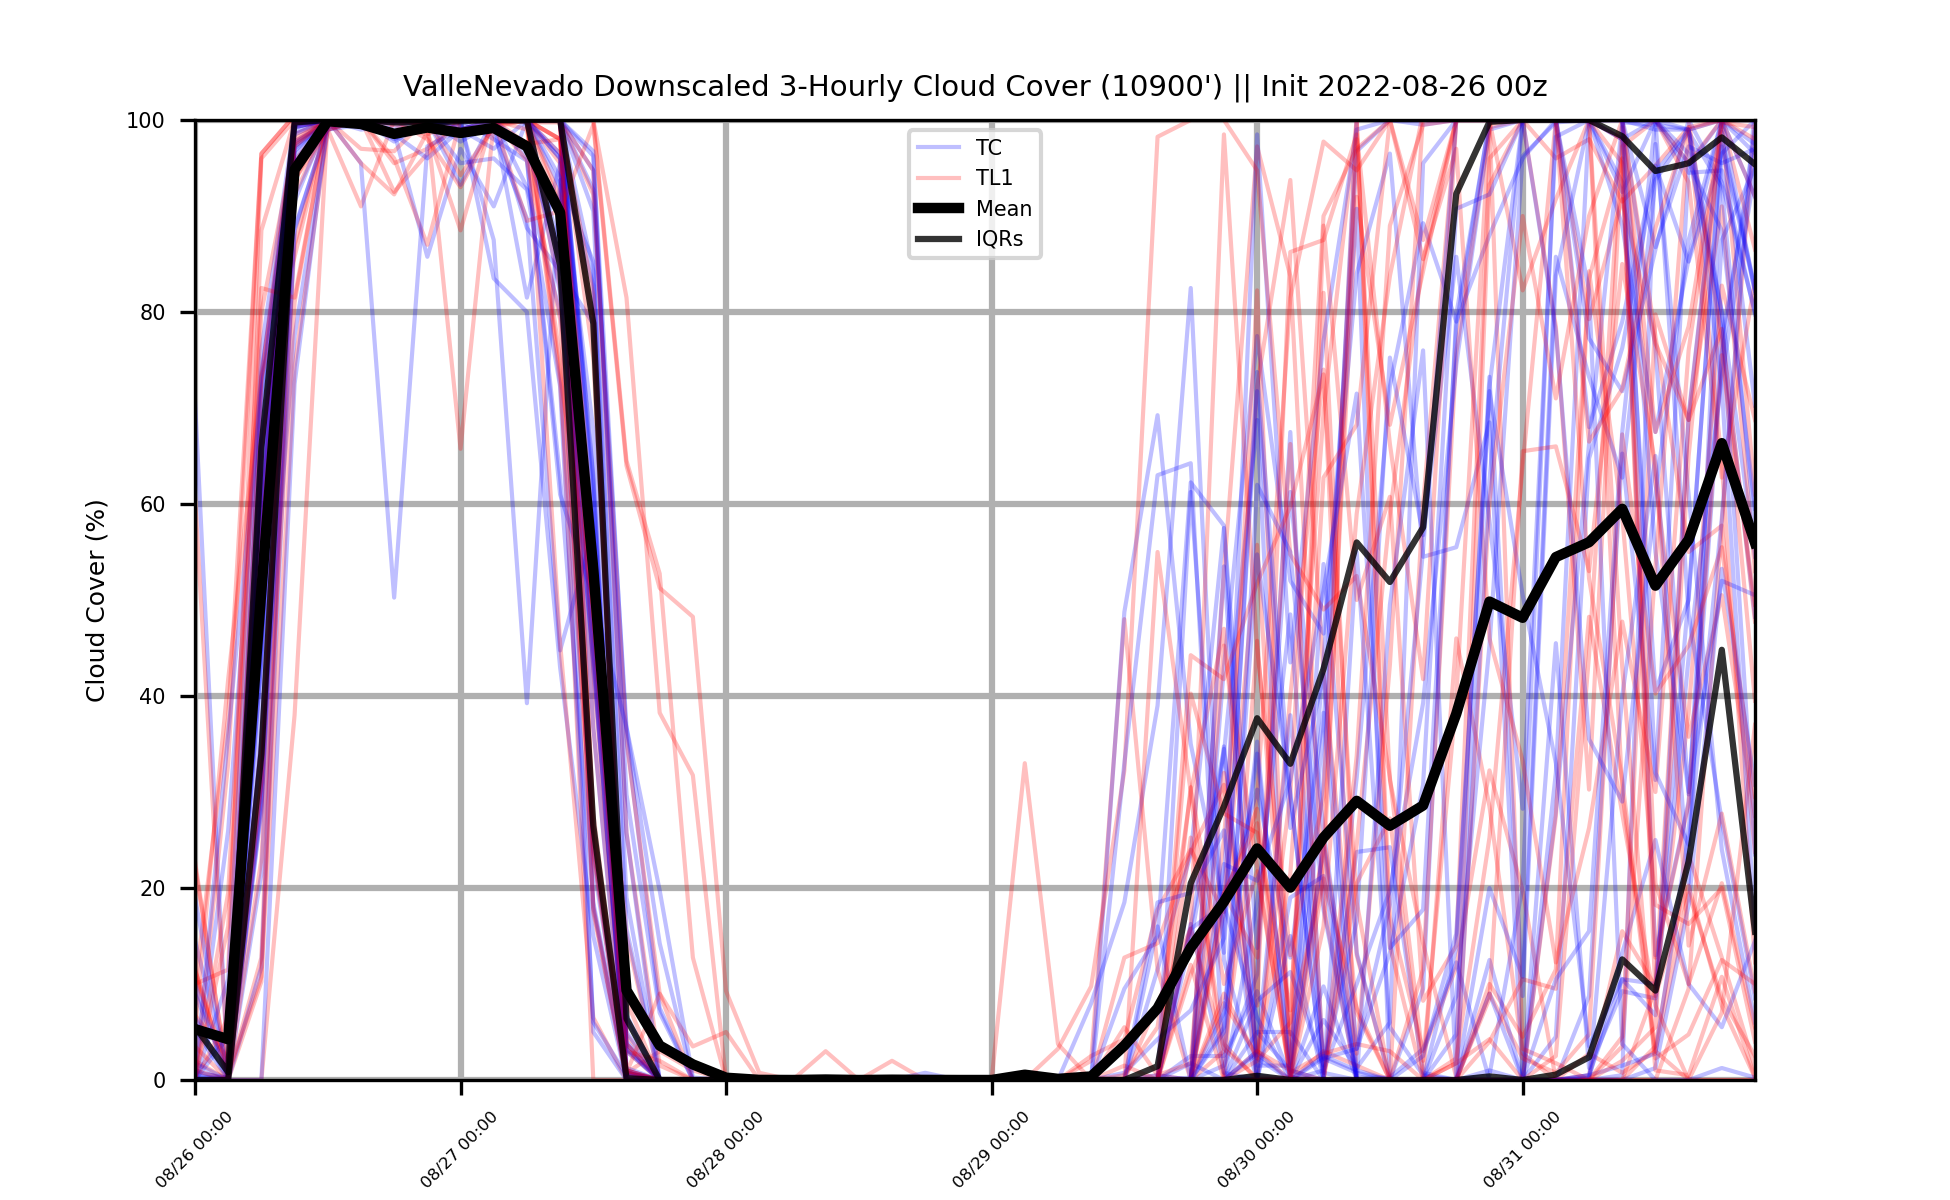 ValleNevado Downscaled 3-Hourly Cloud Cover (10900') || Init 2022-08-26 00z
TC
TL1
Mean
IQRs
Cloud Cover (%)
100
80
60
40
20
0
08/26 00:00
08/27 00:00
08/28 00:00
08/29 00:00
08/30 00:00
08/31 00:00